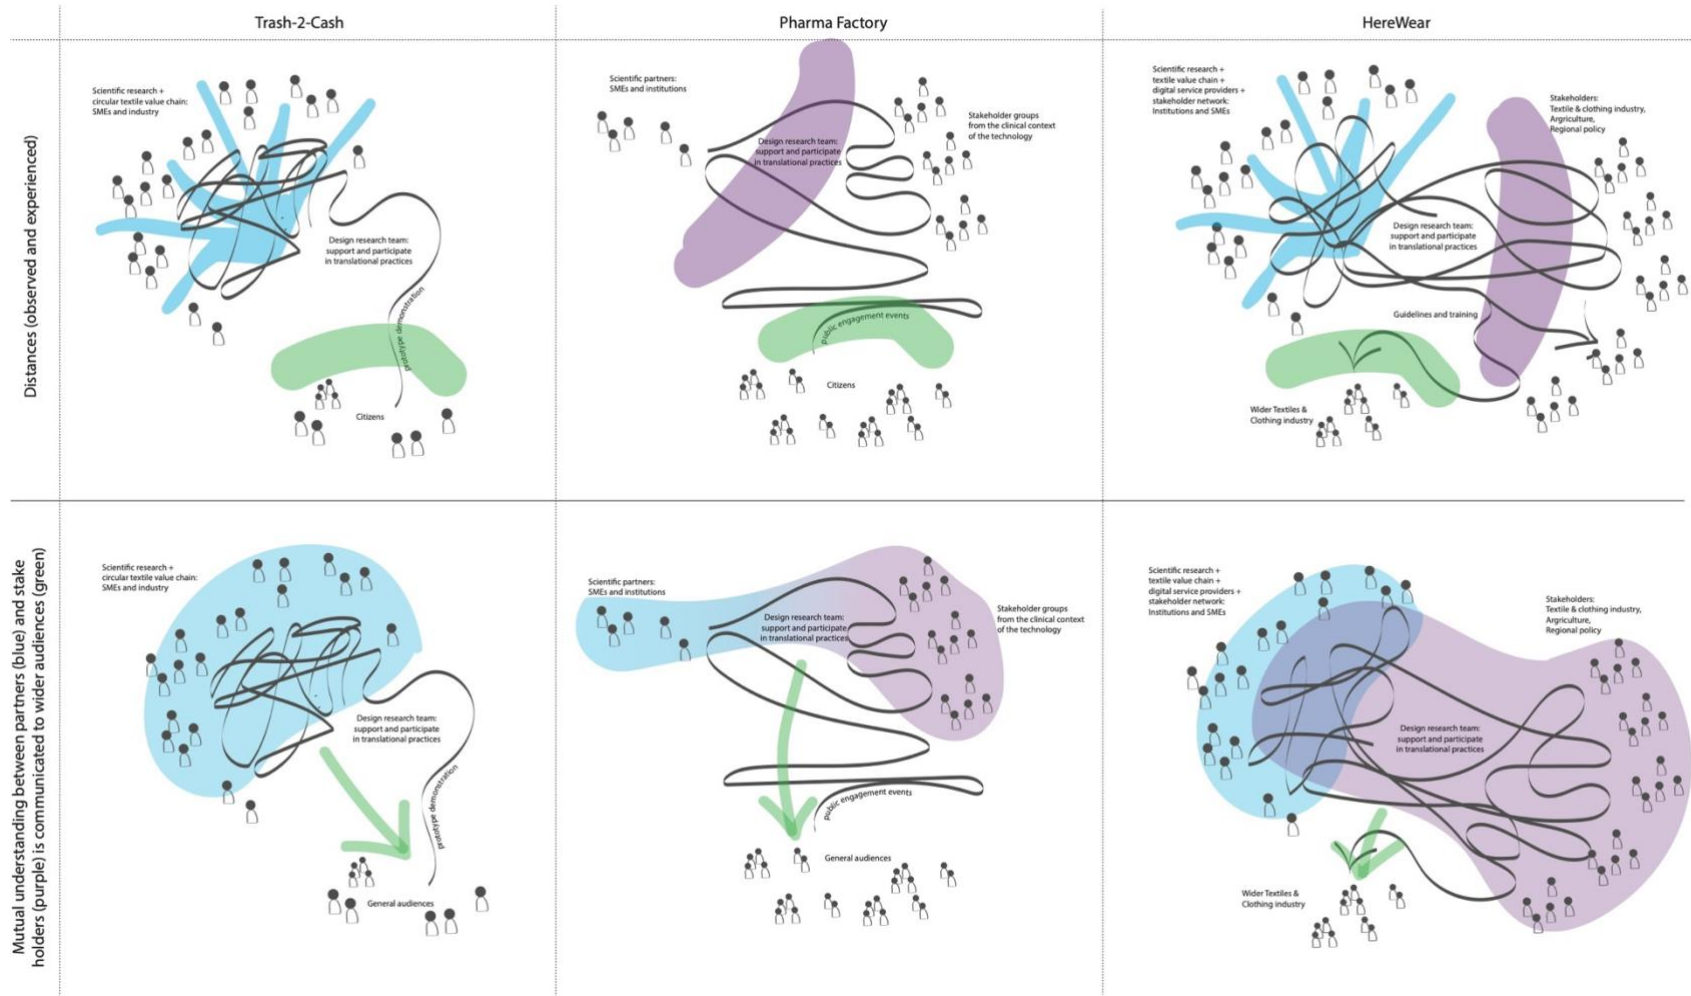 Trash-2-Cash
Pharma Factory
HereWear
Distances (observed and experienced)
Scientific research +
circular textile value chain:
SMEs and industry
Design research team:
support and participate
in translational practices
prototype demonstration
Citizens
Scientific partners:
SMEs and institutions
Design research team:
support and participate
in translational practices
Stakeholder groups
from the clinical context
of the technology
public engagement events
Citizens
Scientific research +
textile value chain +
digital service providers +
stakeholder network:
Institutions and SMEs
Stakeholders:
Textile & clothing industry,
Argriculture,
Regional policy
Design research team:
support and participate
in translational practices
Guidelines and training
Wider Textiles &
Clothing industry
Mutual understanding between partners (blue) and stake
holders (purple) is communicated to wider audiences (green)
Scientific research +
circular textile value chain:
SMEs and industry
Design research team:
support and participate
in translational practices
prototype demonstration
General audiences
Scientific partners:
SMEs and institutions
Design research team:
support and participate
in translational practices
Stakeholder groups
from the clinical context
of the technology
public engagement events
General audiences
Scientific research +
textile value chain +
digital service providers +
stakeholder network:
Institutions and SMEs
Stakeholders:
Textile & clothing industry,
Argriculture,
Regional policy
Design research team:
support and participate
in translational practices
Wider Textiles &
Clothing industry